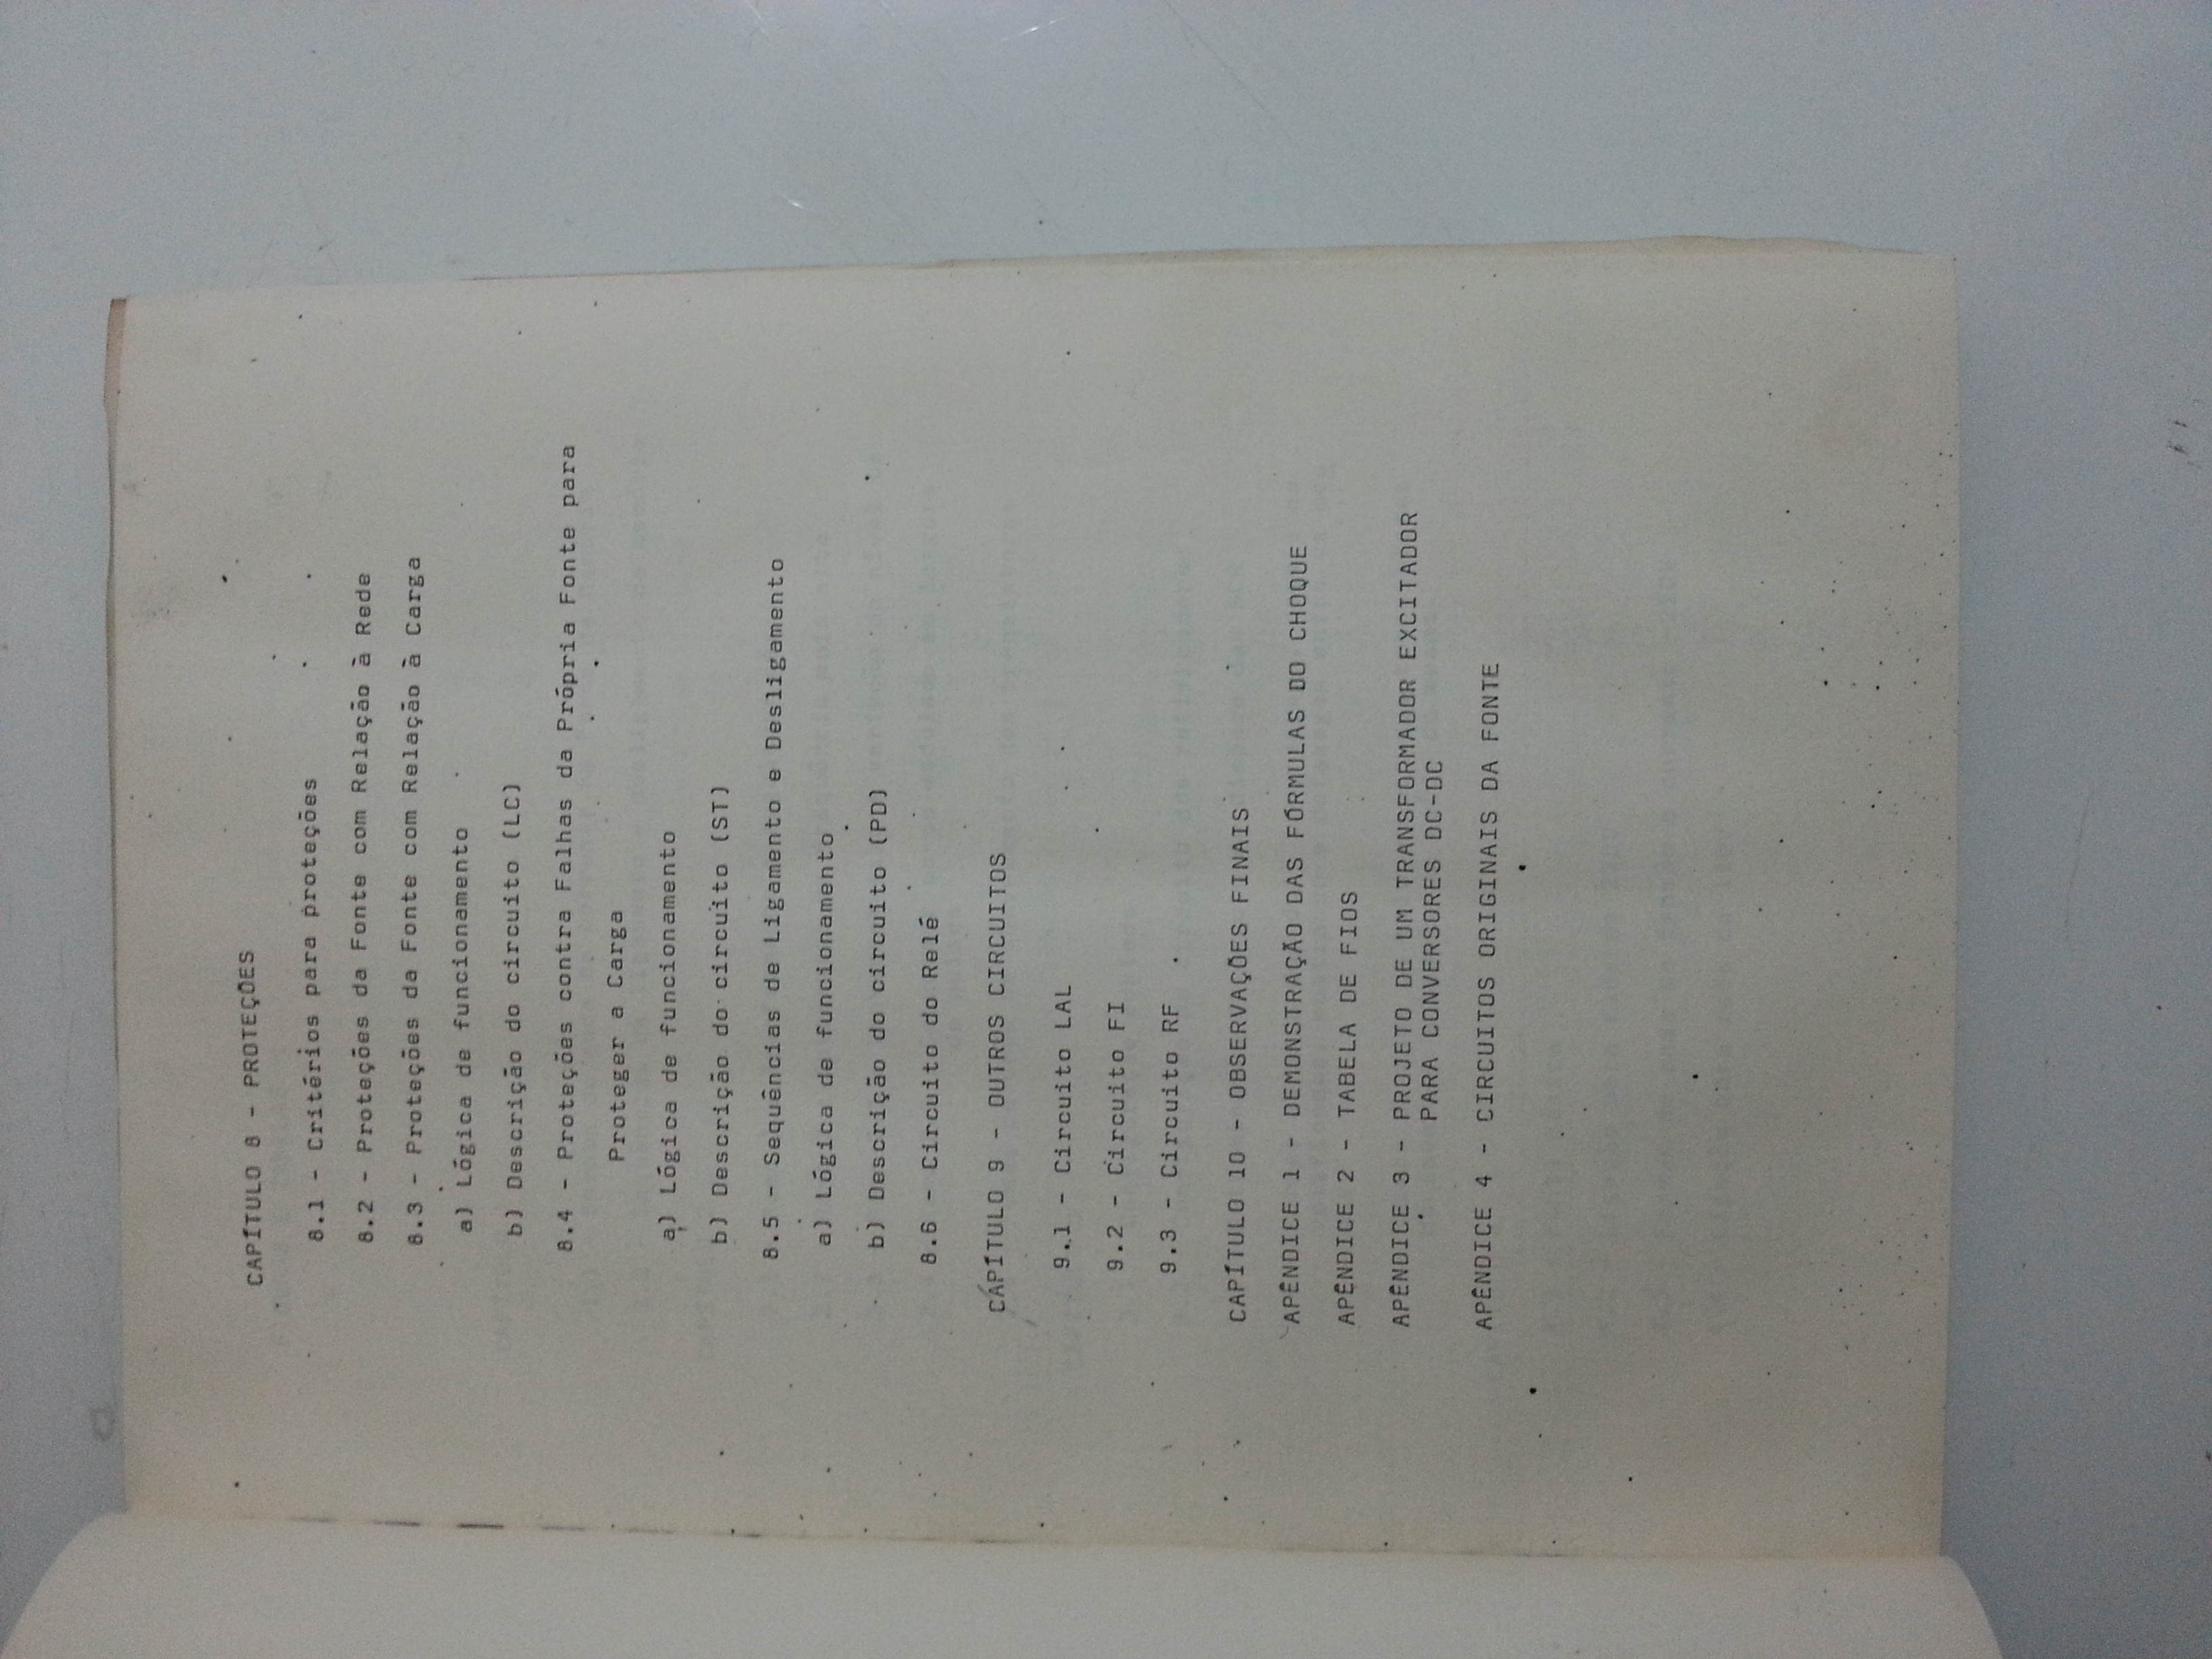 CAPÍTULO 8 - PROTEÇÕES
8.1 - Critérios para proteções
8.2 - Proteções da Fonte com Relação à Rede
8.3 - Proteções da Fonte com Relação à Carga
a) Lógica de funcionamento
b) Descrição do circuito (LC)
8.4 - Proteções contra Falhas da Própria Fonte para
Proteger a Carga
a) Lógica de funcionamento
b) Descrição do circuito (ST)
8.5 - Sequências de Ligamento e Desligamento
a) Lógica de funcionamento
b) Descrição do circuito (PD)
8.6 - Circuito do Relé
CAPÍTULO 9 - OUTROS CIRCUITOS
9.1 - Circuito LAL
9.2 - Circuito FI
9.3 - Circuito RF
CAPÍTULO 10 - OBSERVAÇÕES FINAIS
APÊNDICE 1 - DEMONSTRAÇÃO DAS FÓRMULAS DO CHOQUE
APÊNDICE 2 - TABELA DE FIOS
APÊNDICE 3 - PROJETO DE UM TRANSFORMADOR EXCITADOR
PARA CONVERSORES DC-DC
APÊNDICE 4 - CIRCUITOS ORIGINAIS DA FONTE